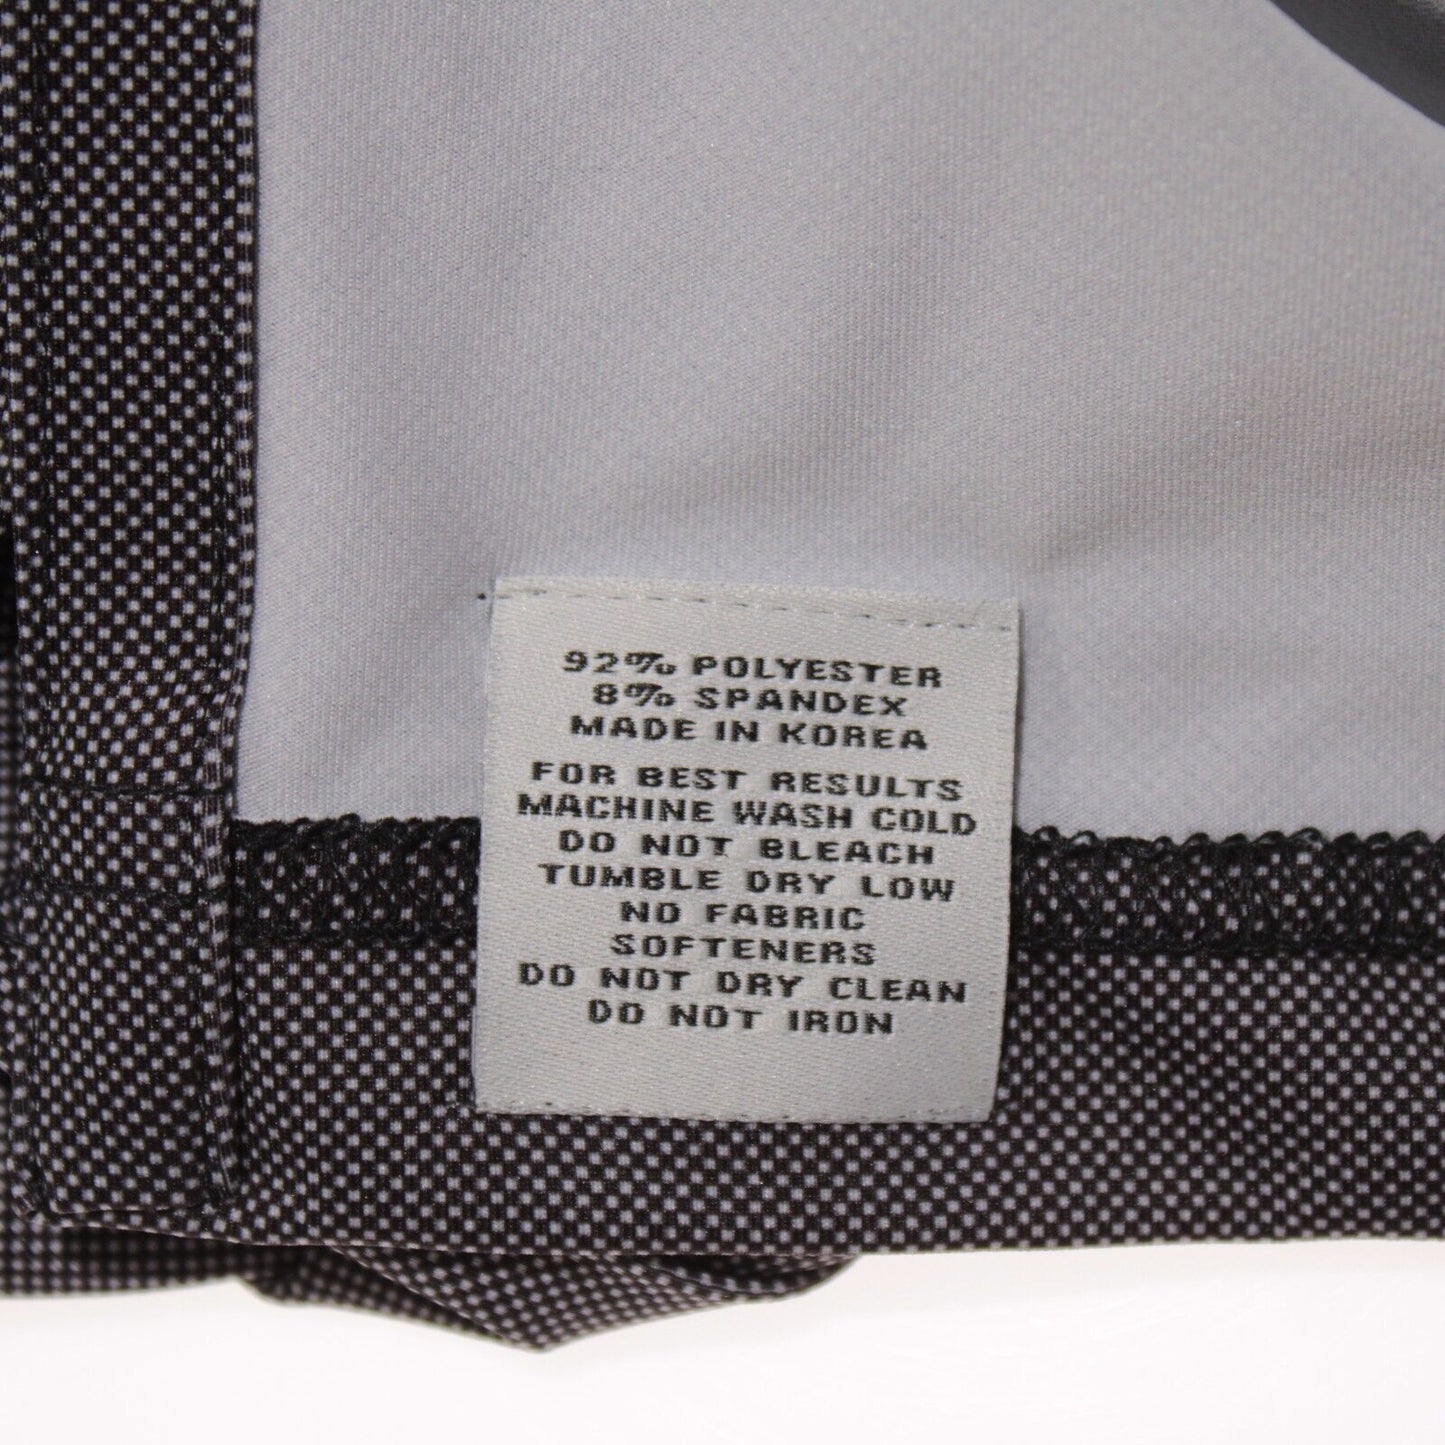 92% POLYESTER
8% SPANDEX
MADE IN KOREA
FOR BEST RESULTS
MACHINE WASH COLD
DO NOT BLEACH
TUMBLE DRY LOW
NO FABRIC
SOFTENERS
DO NOT DRY CLEAN
DO NOT IRON